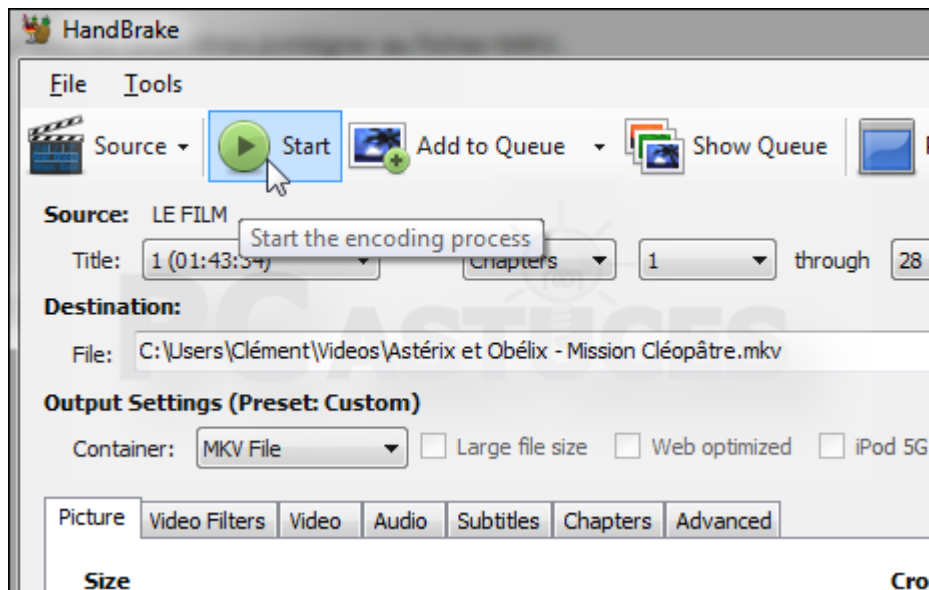 HandBrake
File Tools
Source Start Add to Queue Show Queue
Source: LE FILM
Start the encoding process
Title: 1 (01:43:54) Chapters 1 through 28
Destination:
File: C:\Users\Clément\Videos\Astérix et Obélix - Mission Cléopâtre.mkv
PC ASTUCES
Output Settings (Preset: Custom)
Container: MKV File Large file size Web optimized iPod 5G
Picture Video Filters Video Audio Subtitles Chapters Advanced
Size Cro